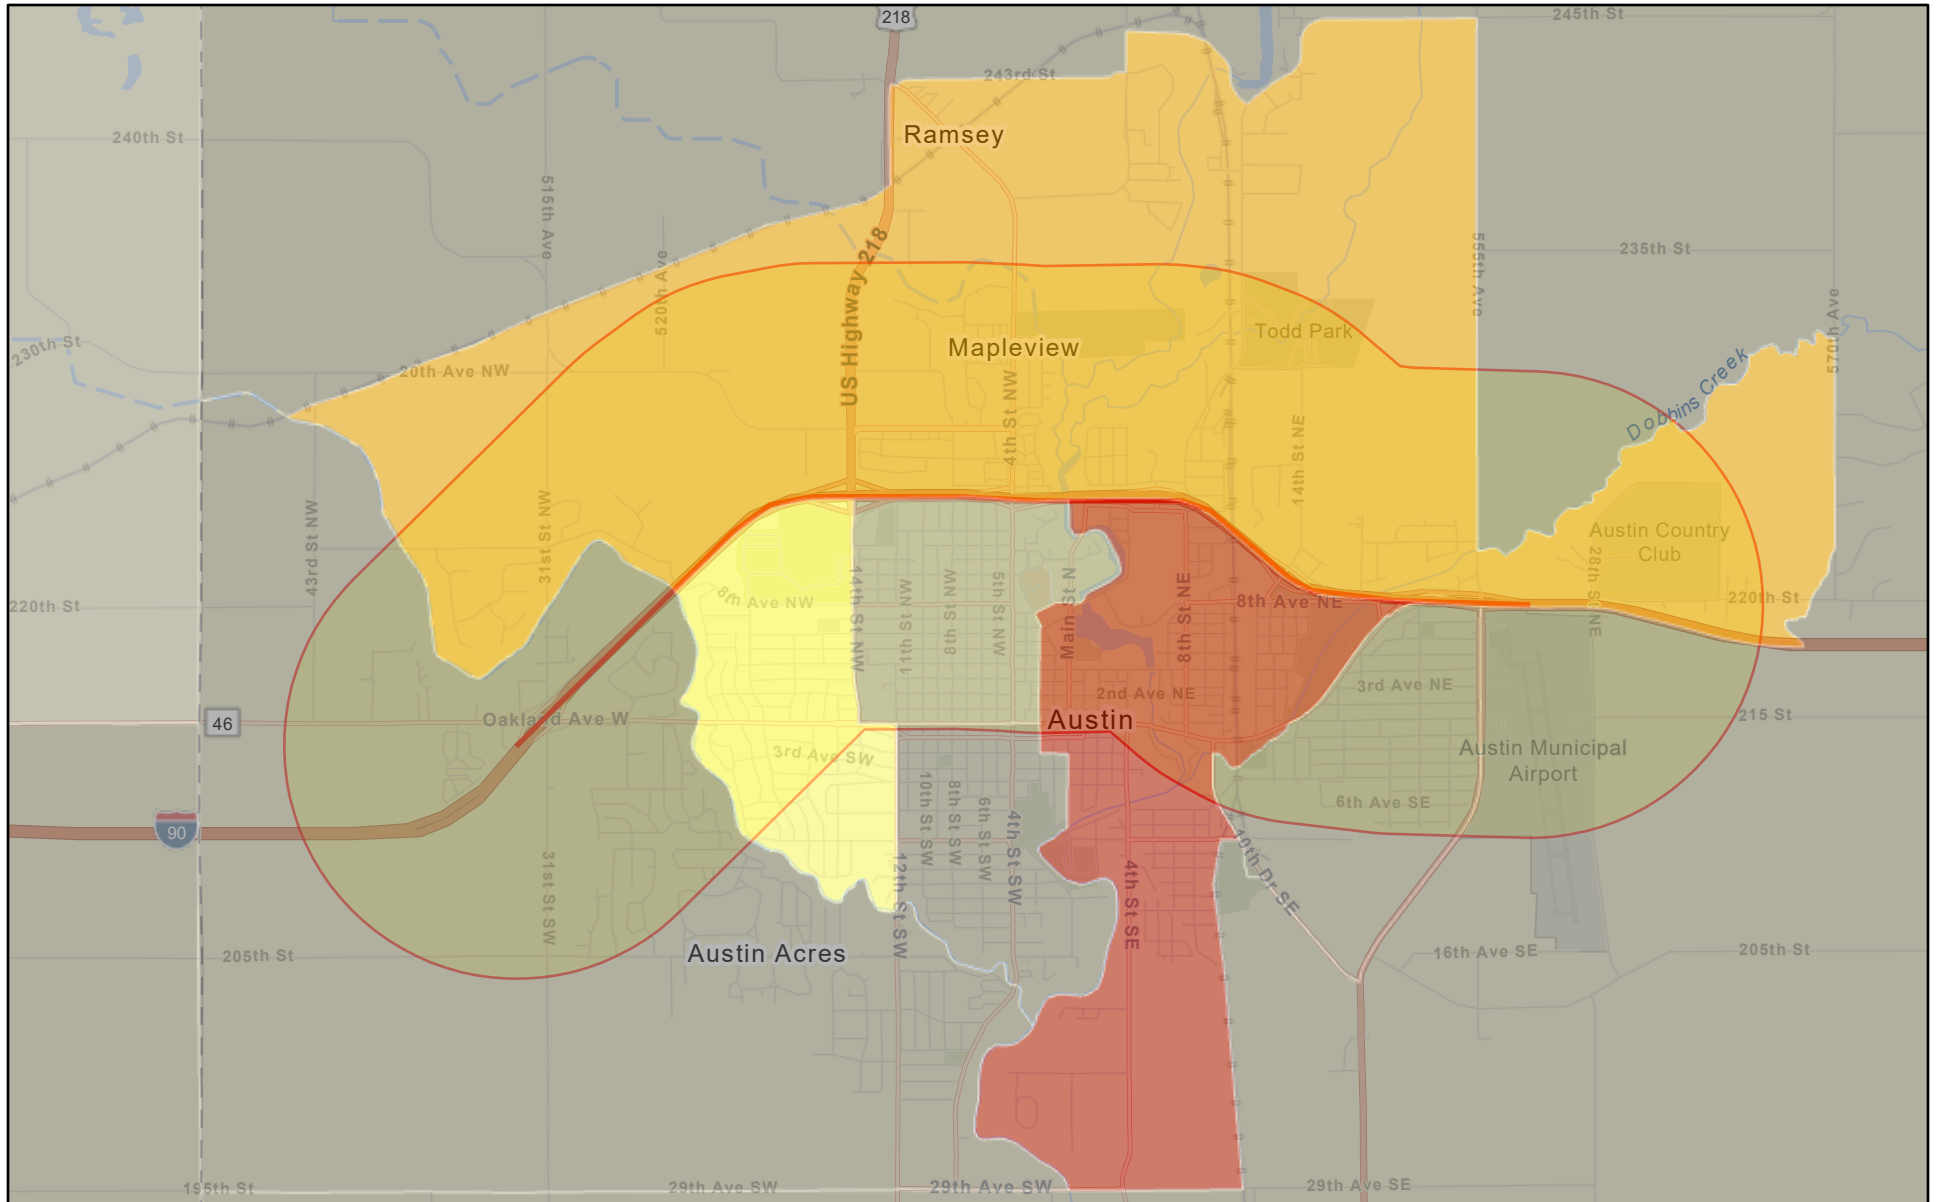 218
245th St
243rd St
Ramsey
240th St
515th Ave
520th Ave
US Highway 218
555th Ave
235th St
570th Ave
230th St
20th Ave NW
Mapleview
Todd Park
Dobbins Creek
4th St NW
14th St NE
43rd St NW
31st St NW
Austin Country
Club
28th St NE
220th St
8th Ave NW
14th St NW
11th St NW
8th St NW
5th St NW
Main St N
8th St NE
8th Ave NE
220th St
2nd Ave NE
3rd Ave NE
46
Oakland Ave W
Austin
215 St
3rd Ave SW
Austin Municipal
Airport
10th St SW
8th St SW
6th St SW
4th St SW
6th Ave SE
90
31st St SW
12th St SW
4th St SE
10th Dr SE
205th St
Austin Acres
16th Ave SE
205th St
195th St
29th Ave SW
29th Ave SW
29th Ave SE